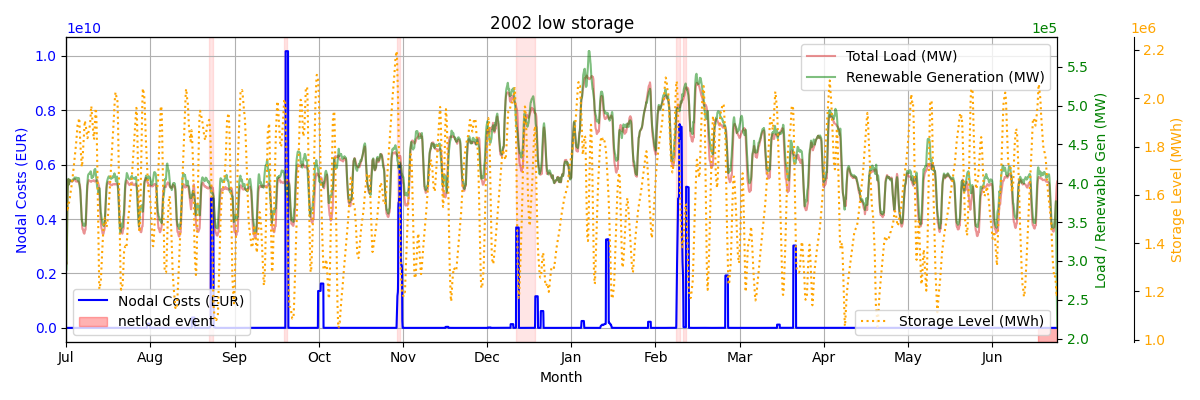 2002 low storage
1e10
1e5
1e6
Total Load (MW)
Renewable Generation (MW)
Nodal Costs (EUR)
netload event
Storage Level (MWh)
Nodal Costs (EUR)
1.0
0.8
0.6
0.4
0.2
0.0
Load / Renewable Gen (MW)
5.5
5.0
4.5
4.0
3.5
3.0
2.5
2.0
Storage Level (MWh)
2.2
2.0
1.8
1.6
1.4
1.2
1.0
Jul Aug Sep Oct Nov Dec Jan Feb Mar Apr May Jun
Month